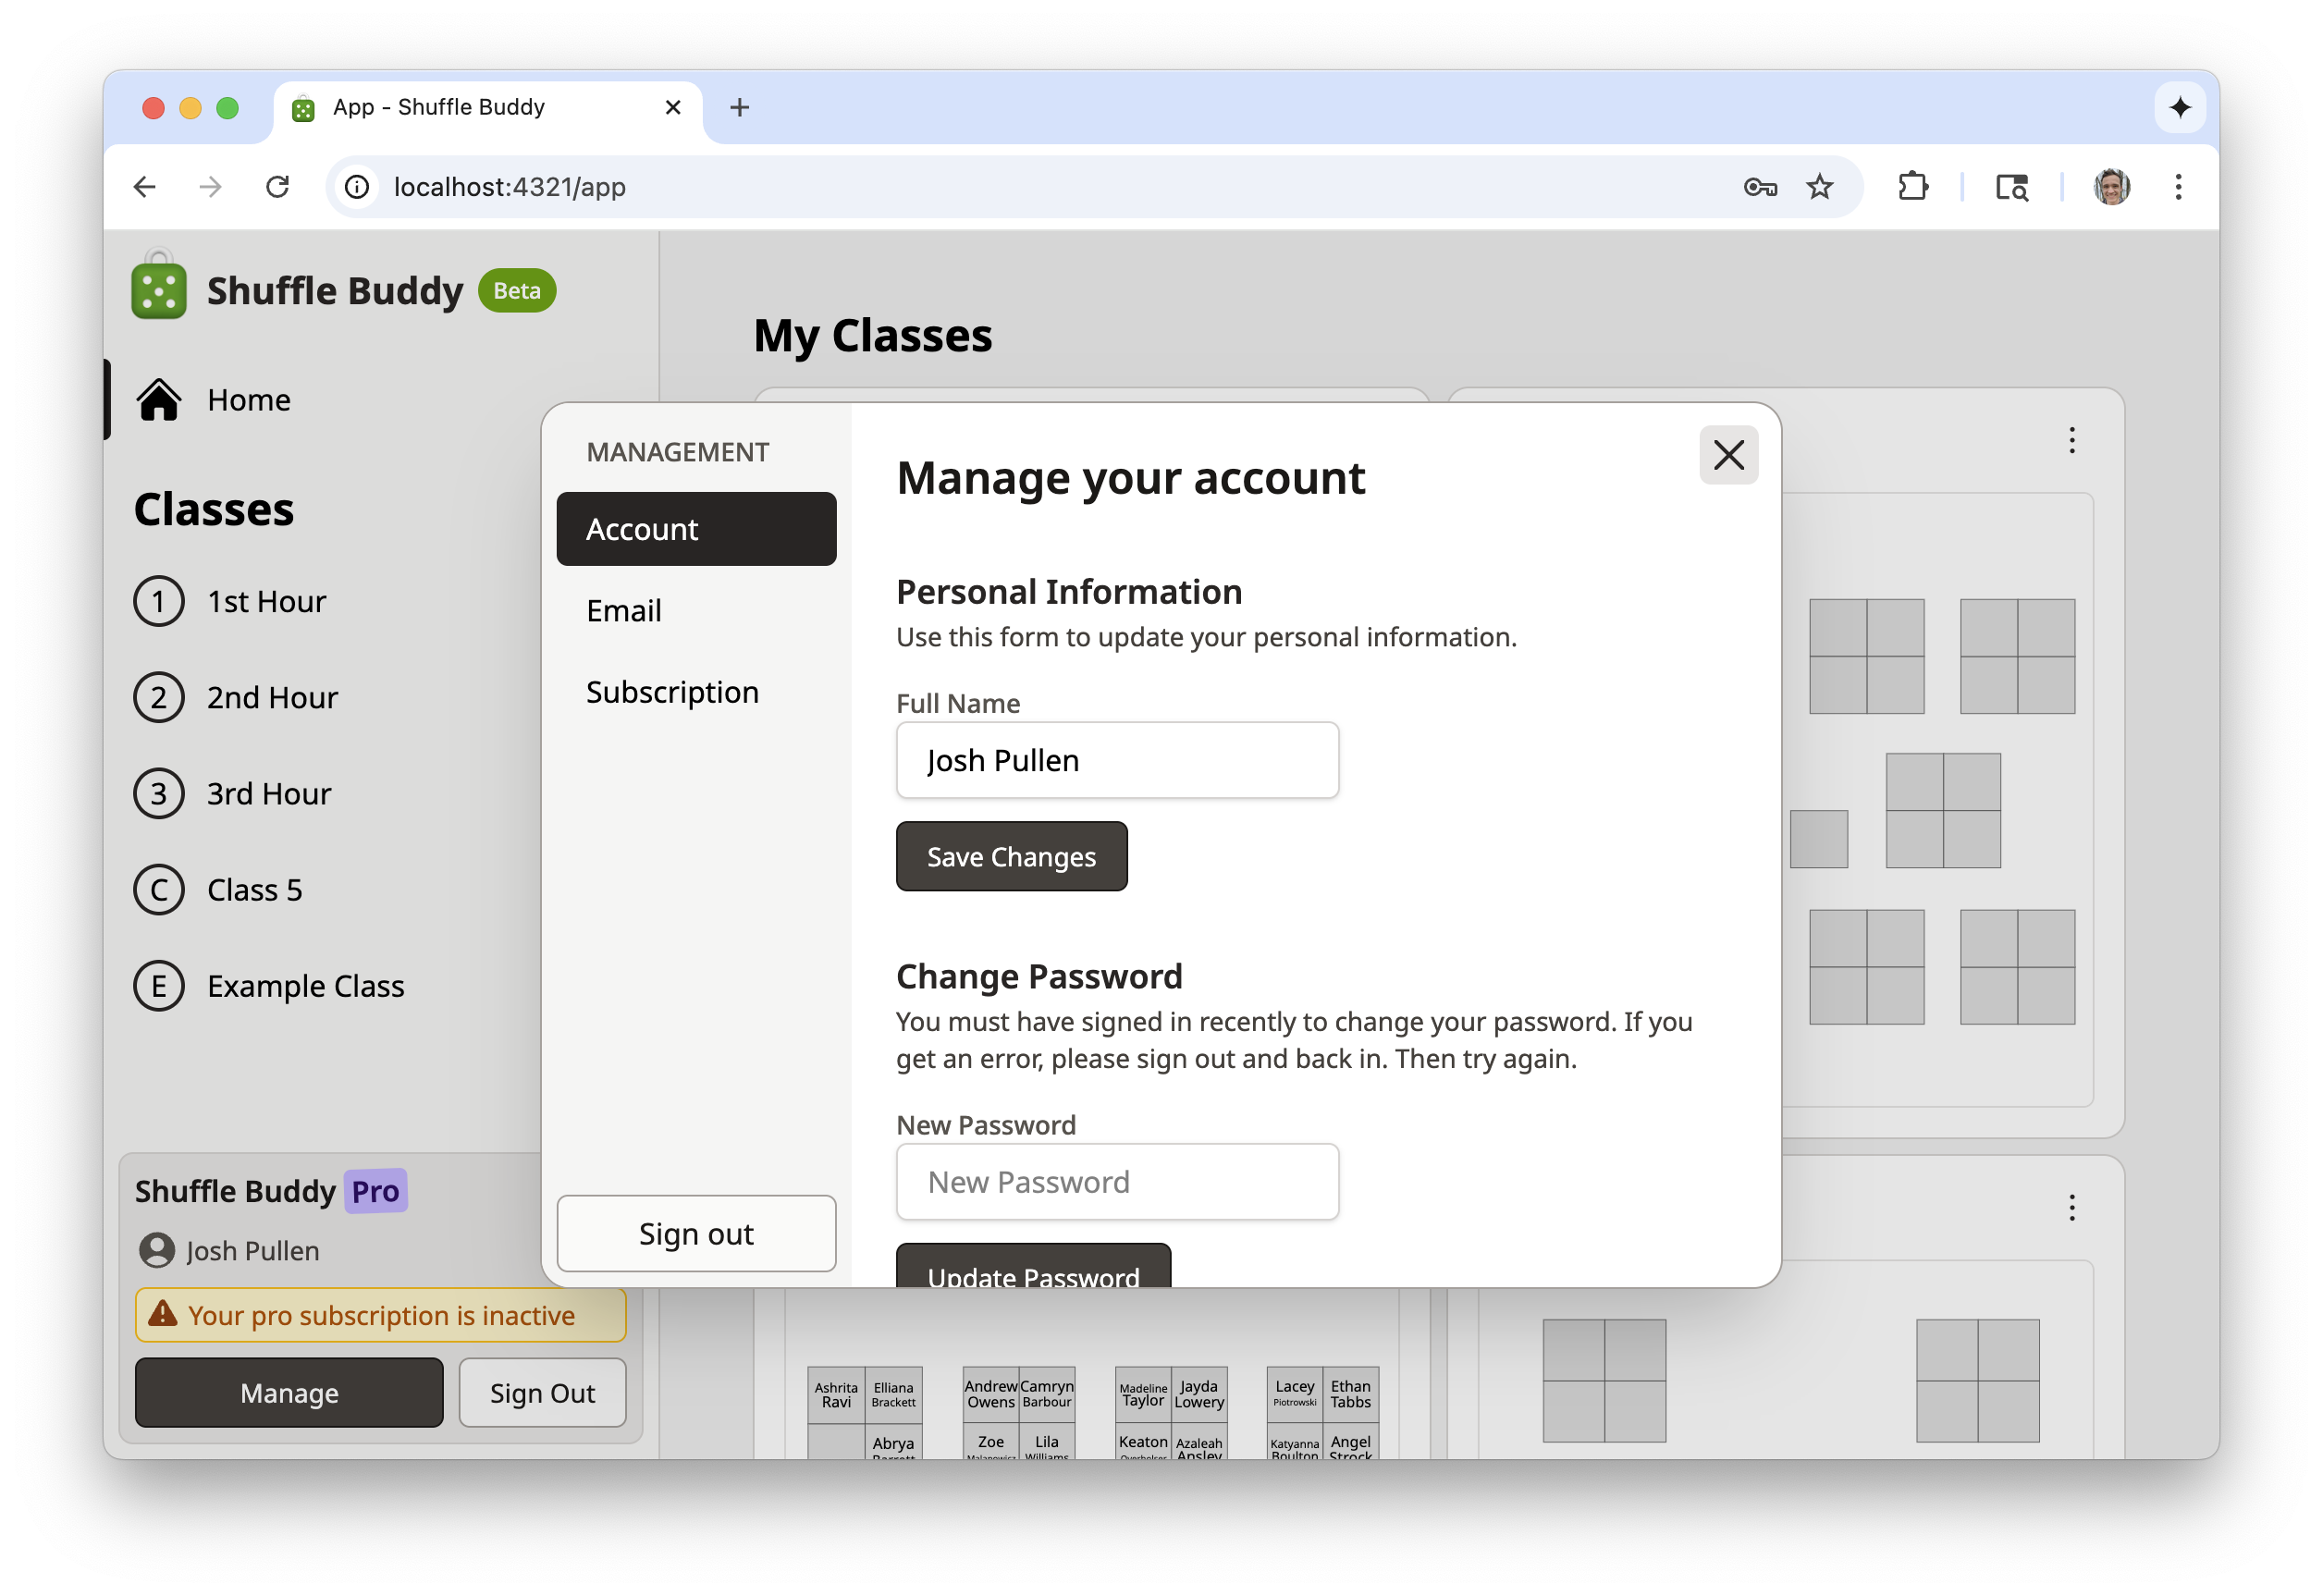 App - Shuffle Buddy
localhost:4321/app
Shuffle Buddy Beta
Home
Classes
1 1st Hour
2 2nd Hour
3 3rd Hour
C Class 5
E Example Class
Shuffle Buddy Pro
Josh Pullen
Your pro subscription is inactive
Manage
Sign Out
My Classes
MANAGEMENT
Account
Email
Subscription
Sign out
Manage your account
Personal Information
Use this form to update your personal information.
Full Name
Josh Pullen
Save Changes
Change Password
You must have signed in recently to change your password. If you
get an error, please sign out and back in. Then try again.
New Password
New Password
Update Password
Ashrita Elliana Andrew Camryn Madeline Jayda Lacey Ethan
Ravi Brackett Owens Barbour Taylor Lowery Piotrowski Tabbs
Abrya Zoe Lila Keaton Azaleah Katyanna Angel
Williams Ansley Boulton Strock